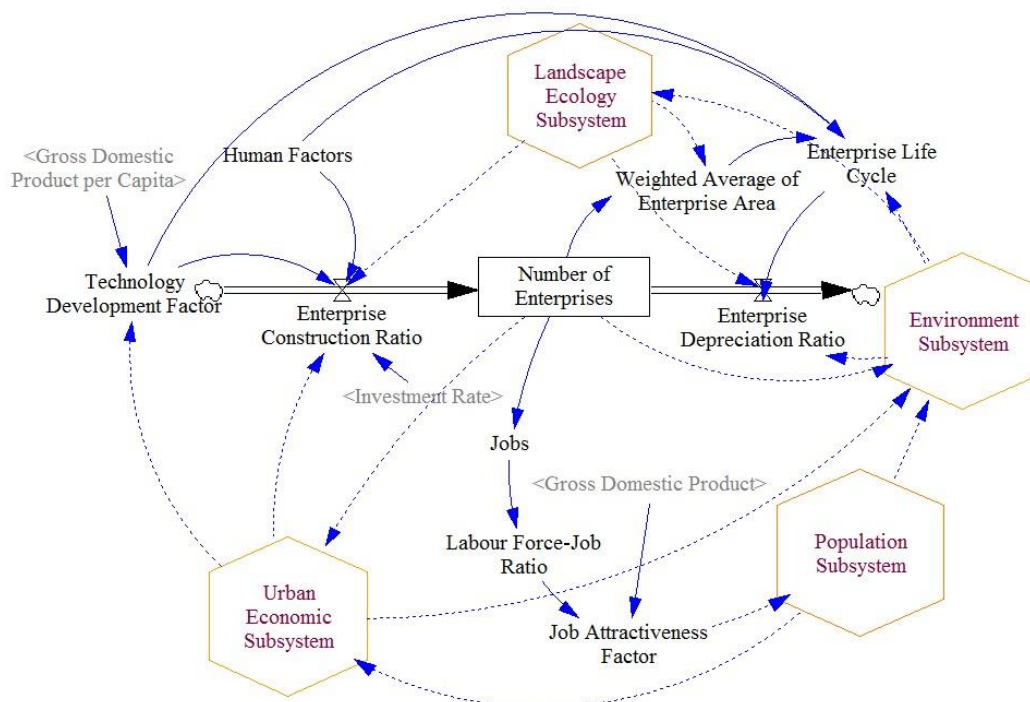 Landscape
Ecology
Subsystem
<Gross Domestic
Product per Capita>
Human Factors
Enterprise Life
Cycle
Weighted Average of
Enterprise Area
Technology
Development Factor
Number of
Enterprises
Enterprise
Construction Ratio
Enterprise
Depreciation Ratio
Environment
Subsystem
<Investment Rate>
Jobs
<Gross Domestic Product>
Labour Force-Job
Ratio
Population
Subsystem
Urban
Economic
Subsystem
Job Attractiveness
Factor